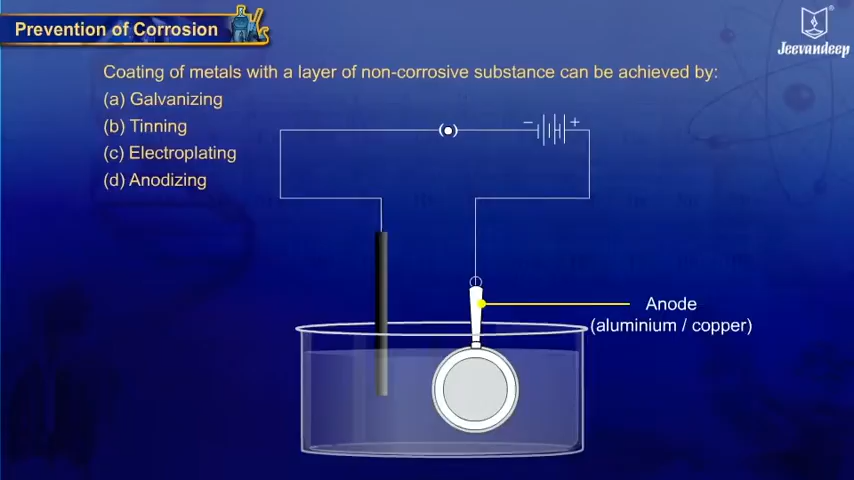 Prevention of Corrosion
Jeevandeep
Coating of metals with a layer of non-corrosive substance can be achieved by:
(a) Galvanizing
(b) Tinning
(c) Electroplating
(d) Anodizing
− +
Anode
(aluminium / copper)